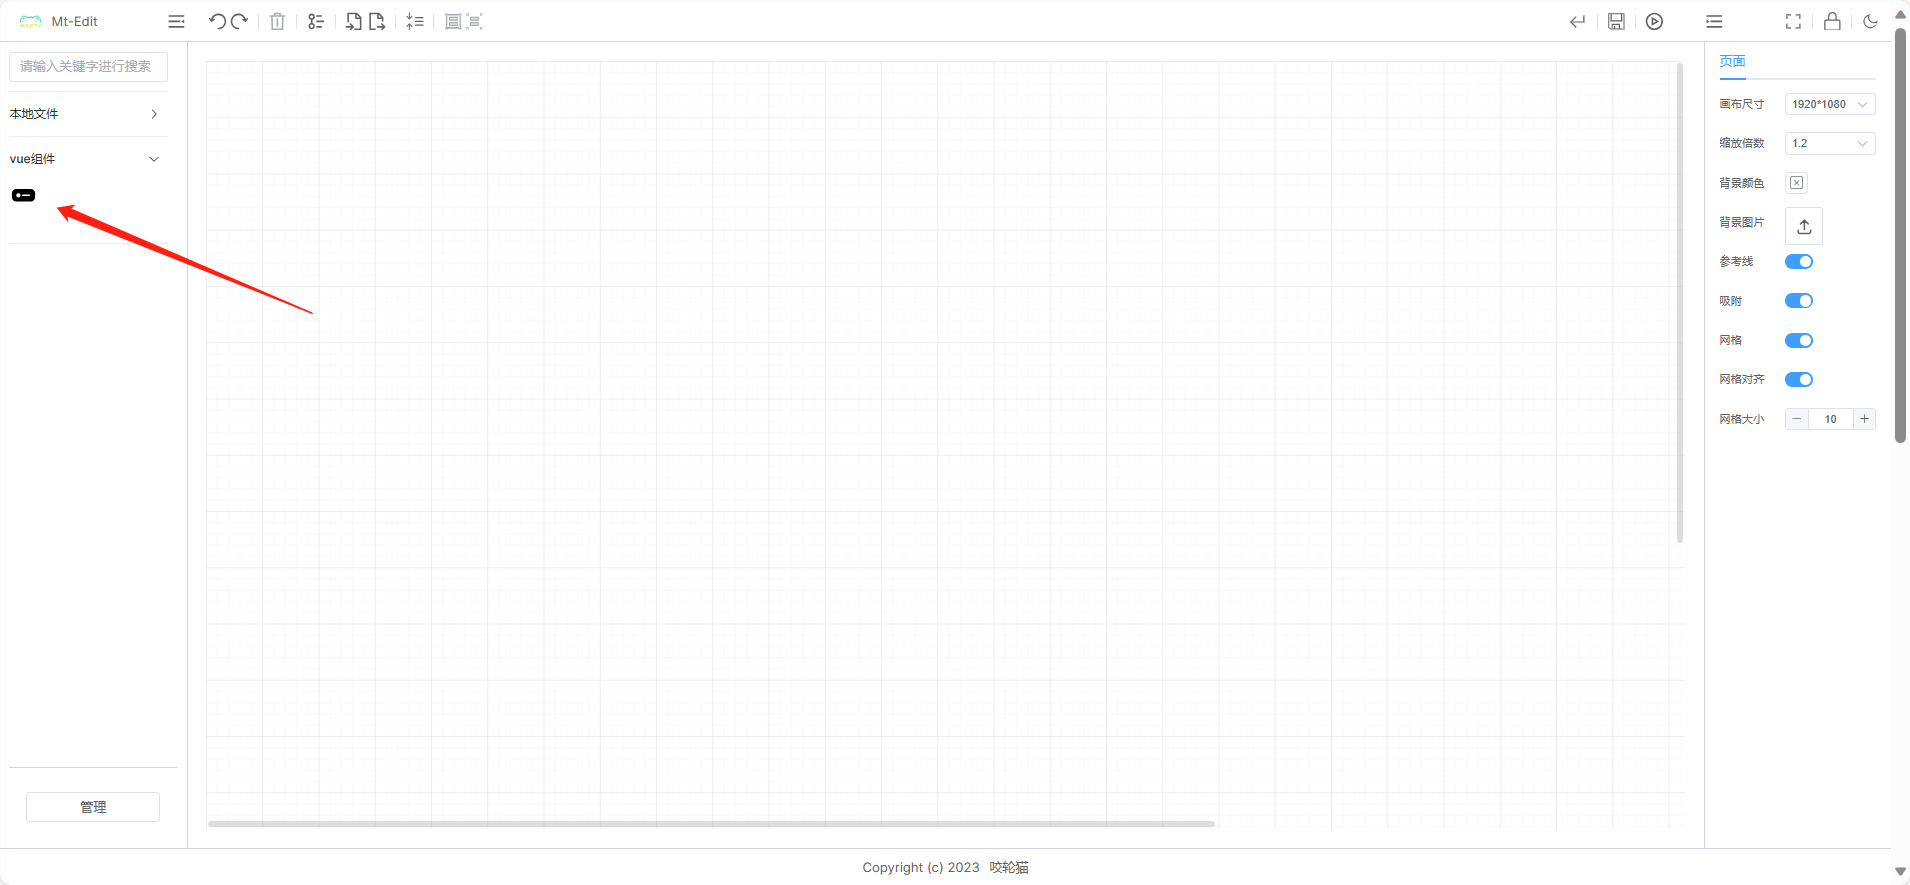 Mt-Edit
请输入关键字进行搜索
本地文件
vue组件
管理
页面
画布尺寸 1920*1080
缩放倍数 1.2
背景颜色
背景图片
参考线
吸附
网格
网格对齐
网格大小 10
Copyright (c) 2023 咬轮猫